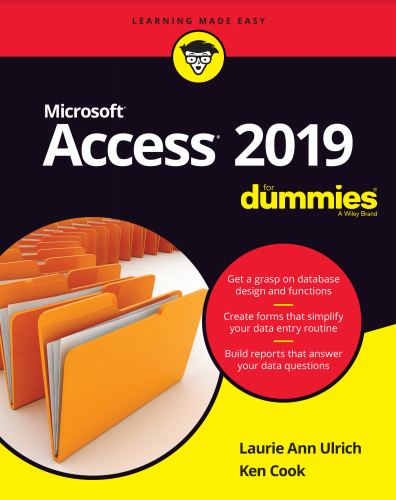 LEARNING MADE EASY
Microsoft®
Access® 2019
for
dummies®
A Wiley Brand
Get a grasp on database
design and functions
Create forms that simplify
your data entry routine
Build reports that answer
your data questions
Laurie Ann Ulrich
Ken Cook